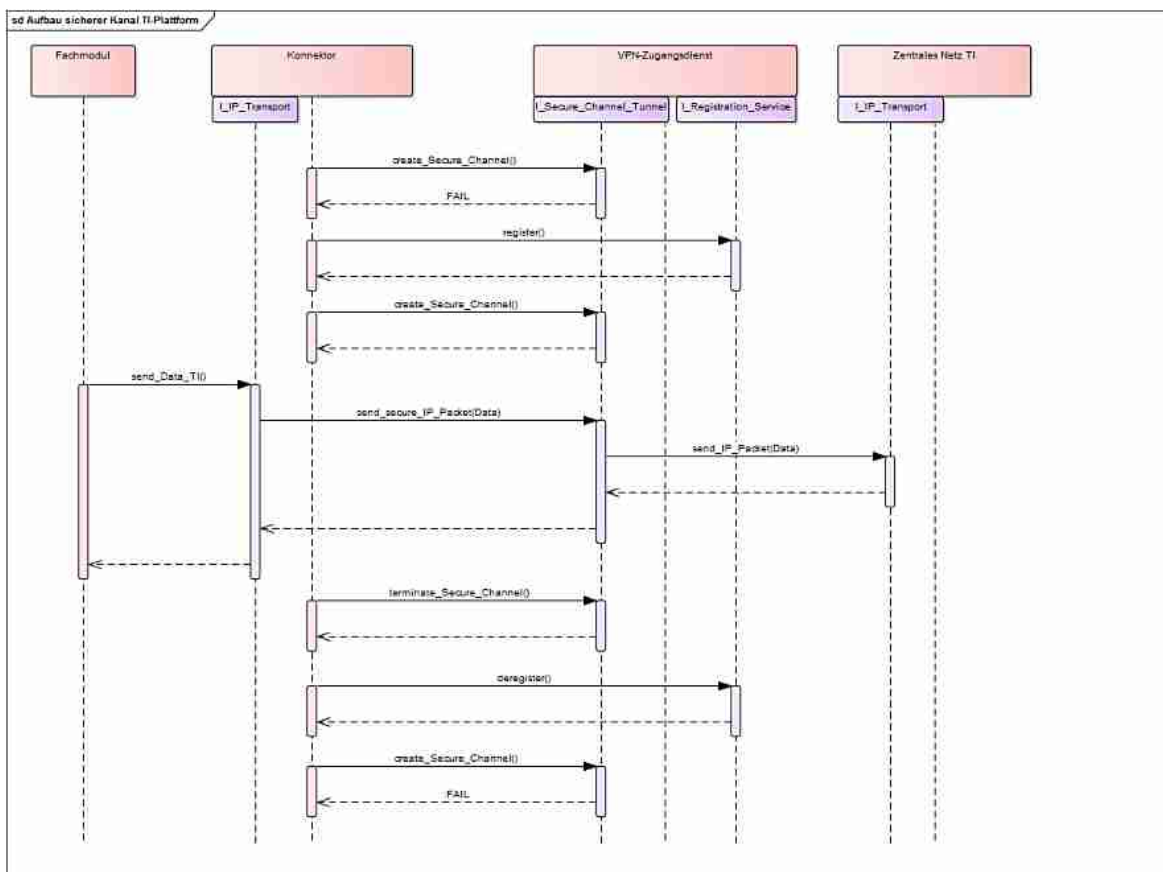 sd Aufbau sicherer Kanal TI-Plattform
Fachmodul
Konnektor
VPN-Zugangsdienst
Zentrales Netz TI
I_IP_Transport
I_Secure_Channel_Tunnel
I_Registration_Service
I_IP_Transport
create_Secure_Channel()
FAIL
register()
create_Secure_Channel()
send_Data_TI()
send_secure_IP_Packet(Data)
send_IP_Packet(Data)
terminate_Secure_Channel()
deregister()
create_Secure_Channel()
FAIL